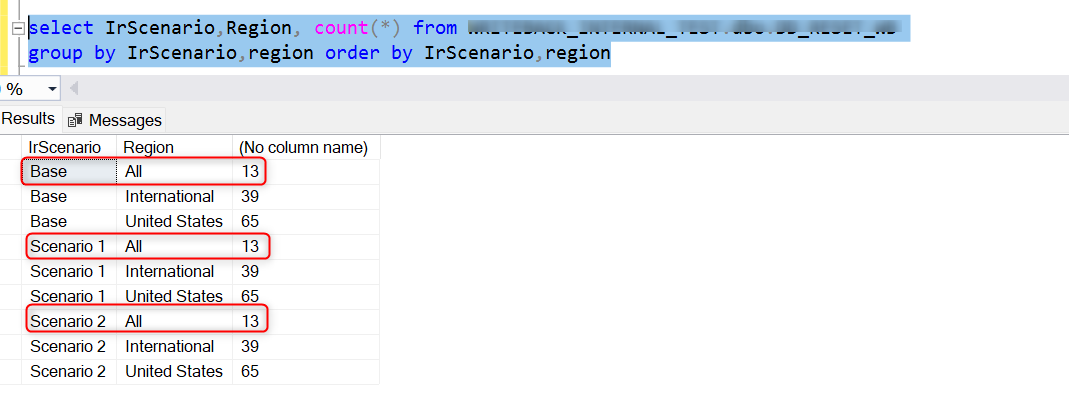 select IrScenario,Region, count(*) from
group by IrScenario,region order by IrScenario,region
%
Results Messages
IrScenario Region (No column name)
Base All 13
Base International 39
Base United States 65
Scenario 1 All 13
Scenario 1 International 39
Scenario 1 United States 65
Scenario 2 All 13
Scenario 2 International 39
Scenario 2 United States 65